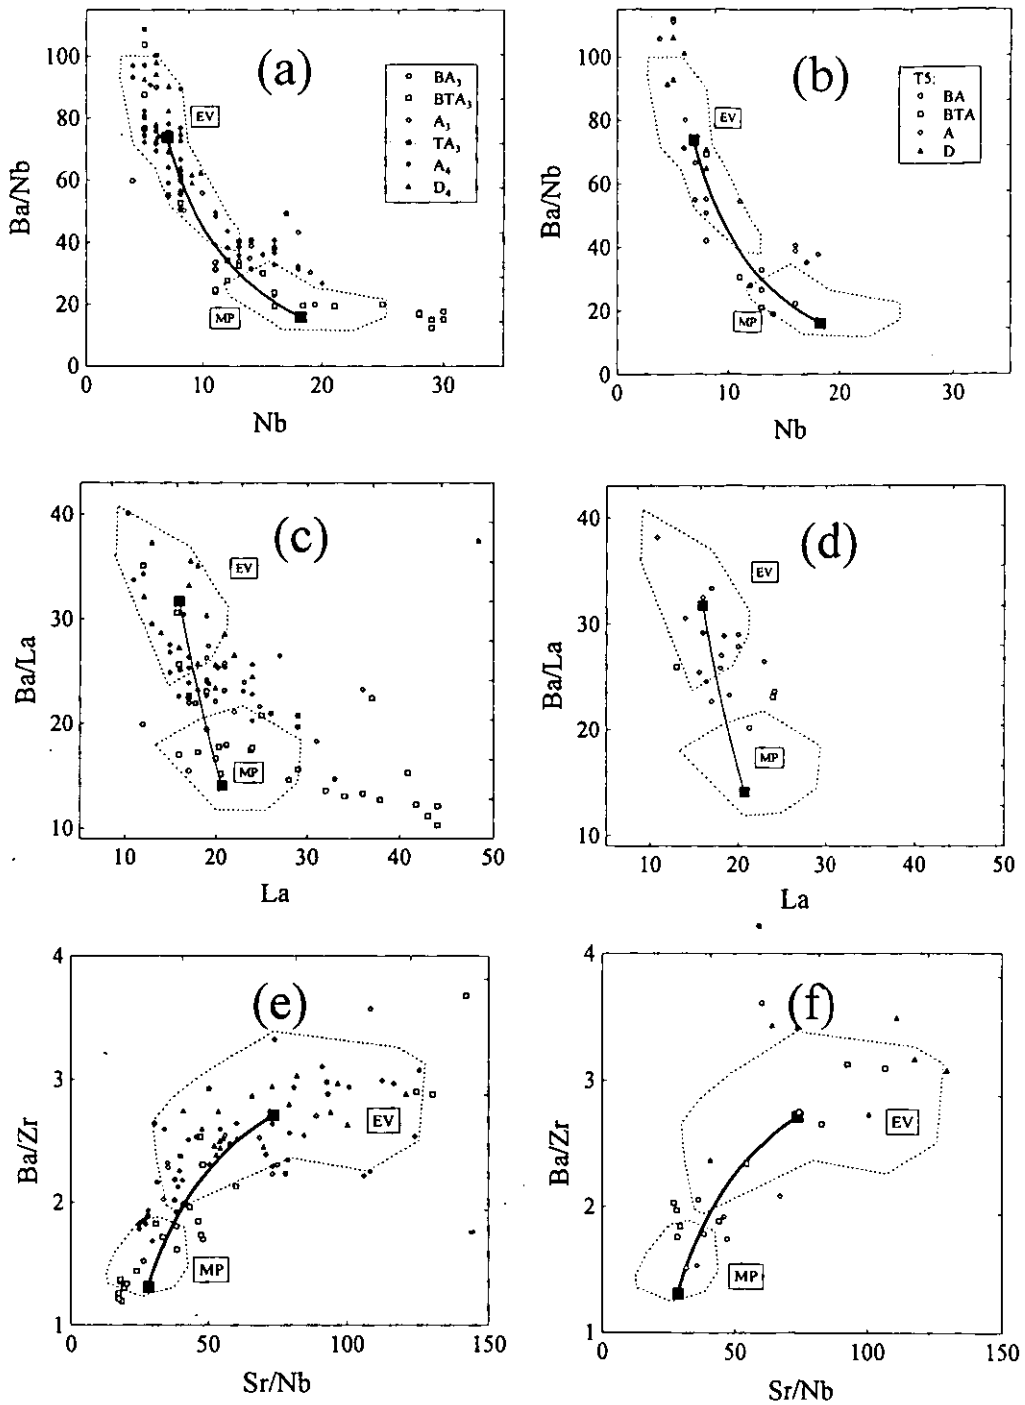 (a)
Ba/Nb
100
80
60
40
20
0
EV
MP
BA3
BTA3
A3
TA3
A4
D4
0 10 20 30
Nb
(b)
Ba/Nb
100
80
60
40
20
0
EV
MP
T5:
BA
BTA
A
D
0 10 20 30
Nb
(c)
Ba/La
40
30
20
10
EV
MP
10 20 30 40 50
La
(d)
Ba/La
40
30
20
10
EV
MP
10 20 30 40 50
La
(e)
Ba/Zr
4
3
2
1
EV
MP
0 50 100 150
Sr/Nb
(f)
Ba/Zr
4
3
2
1
EV
MP
0 50 100 150
Sr/Nb